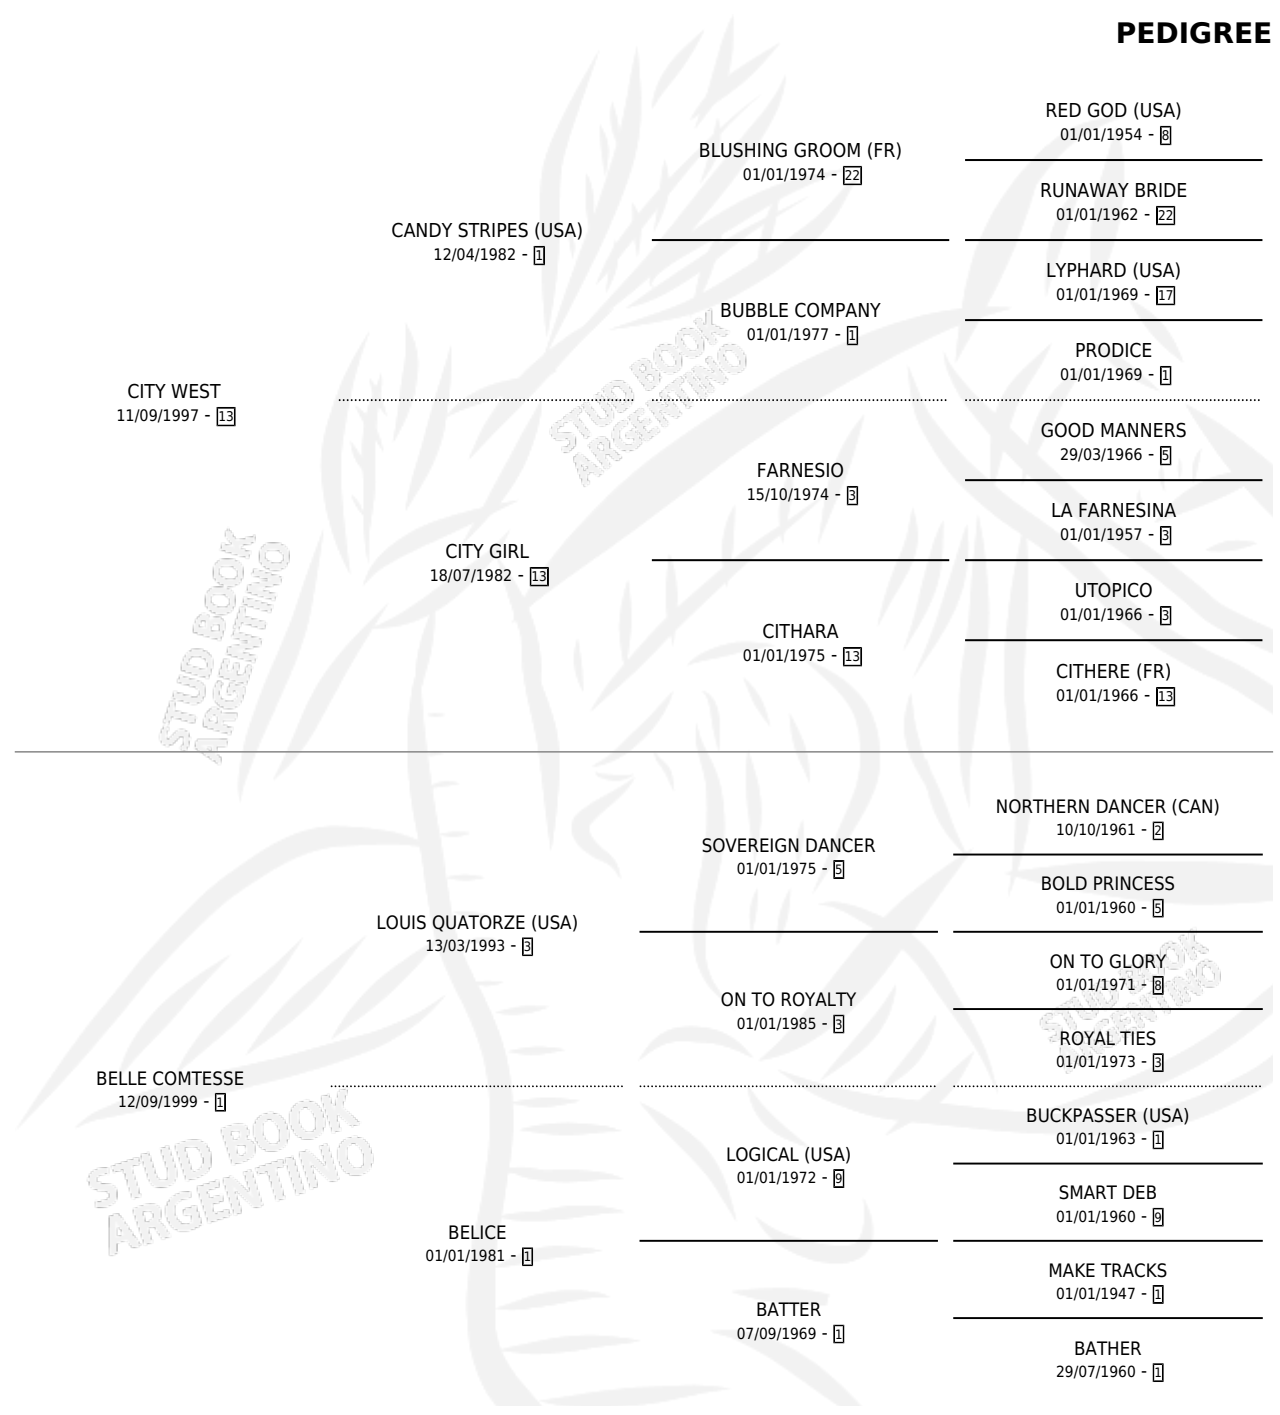 PEDIGREE
RED GOD (USA)
01/01/1954 - 8
BLUSHING GROOM (FR)
01/01/1974 - 22
RUNAWAY BRIDE
01/01/1962 - 22
CANDY STRIPES (USA)
12/04/1982 - 1
LYPHARD (USA)
01/01/1969 - 17
BUBBLE COMPANY
01/01/1977 - 1
PRODICE
01/01/1969 - 1
CITY WEST
11/09/1997 - 13
STUD BOOK
ARGENTINO
GOOD MANNERS
29/03/1966 - 5
FARNESIO
15/10/1974 - 3
LA FARNESINA
01/01/1957 - 3
CITY GIRL
18/07/1982 - 13
UTOPICO
01/01/1966 - 3
CITHARA
01/01/1975 - 13
CITHERE (FR)
01/01/1966 - 13
STUD BOOK
ARGENTINO
NORTHERN DANCER (CAN)
10/10/1961 - 2
SOVEREIGN DANCER
01/01/1975 - 5
BOLD PRINCESS
01/01/1960 - 5
LOUIS QUATORZE (USA)
13/03/1993 - 3
ON TO GLORY
01/01/1971 - 8
ON TO ROYALTY
01/01/1985 - 3
STUD BOOK
ARGENTINO
ROYAL TIES
01/01/1973 - 3
BELLE COMTESSE
12/09/1999 - 1
STUD BOOK
ARGENTINO
BUCKPASSER (USA)
01/01/1963 - 1
LOGICAL (USA)
01/01/1972 - 9
SMART DEB
01/01/1960 - 9
BELICE
01/01/1981 - 1
MAKE TRACKS
01/01/1947 - 1
BATTER
07/09/1969 - 1
BATHER
29/07/1960 - 1